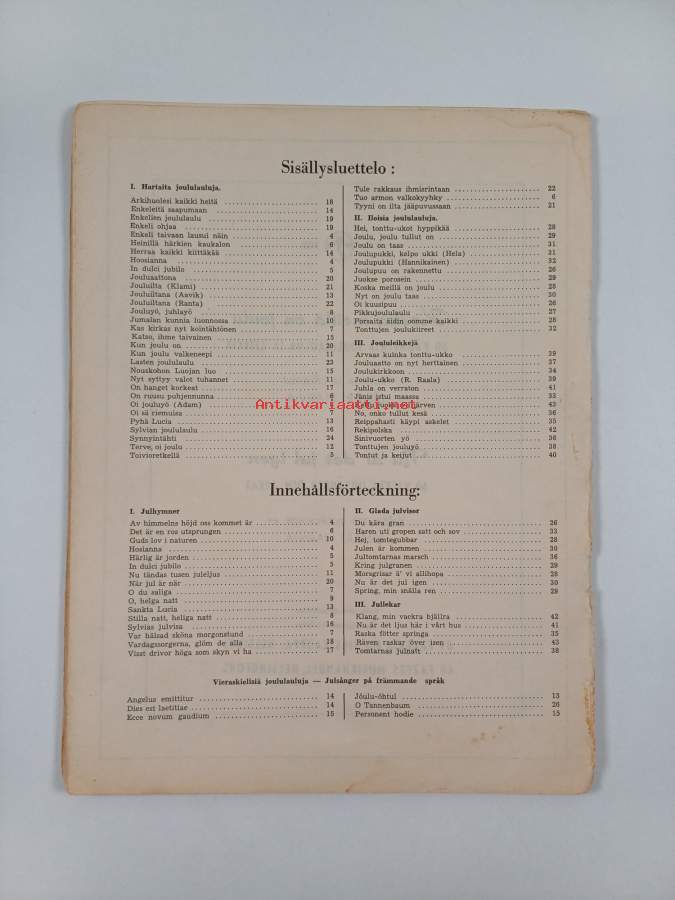 Sisällysluettelo :
I. Hartaita joululauluja.
Arkihuolesi kaikki heitä 18
Enkeleitä saapumaan 14
Enkelien joululaulu 19
Enkeli ohjaa 19
Enkeli taivaan lausui näin 4
Heinillä härkien kaukalon 6
Herraa kaikki kiittäkää 14
Hoosianna 4
In dulci jubilo 5
Jouluaattona 20
Jouluilta (Klami) 21
Jouluiltana (Aavik) 13
Jouluiltana (Ranta) 22
Jouluyö, juhlayö 8
Jumalan kunnia luonnossa 10
Kas kirkas nyt kointähtönen 7
Katso, ihme taivainen 15
Kun joulu on 20
Kun joulu valkeneepi 11
Lasten joululaulu 23
Nouskohon Luojan luo 15
Nyt syttyy valot tuhannet 11
On hanget korkeat 17
On ruusu puhjennunna 6
Oi jouluyö (Adam)
Oi sä riemuisa 7
Pyhä Lucia 13
Sylvian joululaulu 16
Synnyintähti 24
Terve, oi joulu 12
Toivioretkellä 5
Tule rakkaus ihmisrintaan 22
Tuo armon valkokyyhky 6
Tyyni on ilta jääpuvussaan 21
II. Iloisia joululauluja.
Hei, tonttu-ukot hyppikää 28
Joulu, joulu tullut on 29
Joulu on taas 31
Joulupukki, kelpo ukki (Hela) 31
Joulupukki (Hannikainen) 32
Joulupuu on rakennettu 26
Juokse porosein 29
Koska meillä on joulu 28
Nyt on joulu taas 30
Oi kuusipuu 26
Pikkujoululaulu 27
Porsaita äidin oomme kaikki 28
Tonttujen joulukiireet 32
III. Joululeikkejä
Arvaas kuinka tonttu-ukko 39
Jouluaatto on nyt herttainen 37
Joulukirkkoon 34
Joulu-ukko (R. Raala) 39
Juhla on verraton 41
Jänis istui maassa 33
järven 43
No, onko tullut kesä 36
Reippahasti käypi askelet 35
Rekipolska 42
Sinivuorten yö 36
Tonttujen jouluyö 38
Tontut ja keijut 40
Antikvariaatti.net
Innehållsförteckning:
I. Julhymner
Av himmelns höjd oss kommet är 4
Det är en ros utsprungen 6
Guds lov i naturen 10
Hosianna 4
Härlig är jorden 5
In dulci jubilo 5
Nu tändas tusen juleljus 11
När jul är när 20
O du saliga 7
O, helga natt 9
Sankta Lucia 13
Stilla natt, heliga natt 8
Sylvias julvisa 16
Var hälsad sköna morgonstund 7
Vardagssorgerna, glöm de alla 18
Visst drivor höga som skyn vi ha 17
II. Glada julvisor
Du kära gran 26
Haren uti gropen satt och sov 33
Hej, tomtegubbar 28
Julen är kommen 30
Jultomtarnas marsch 36
Kring julgranen 29
Morsgrisar ä' vi allihopa 28
Nu är det jul igen 30
Spring, min snälla ren 29
III. Jullekar
Klang, min vackra bjällra 42
Nu är det ljus här i vårt hus 41
Raska fötter springa 35
Räven raskar över isen 43
Tomtarnas julnatt 38
Vieraskielisiä joululauluja — Julsånger på främmande språk
Angelus emittitur 14
Dies est laetitiae 14
Ecce novum gaudium 15
Jõulu-õhtul 13
O Tannenbaum 26
Personent hodie 15